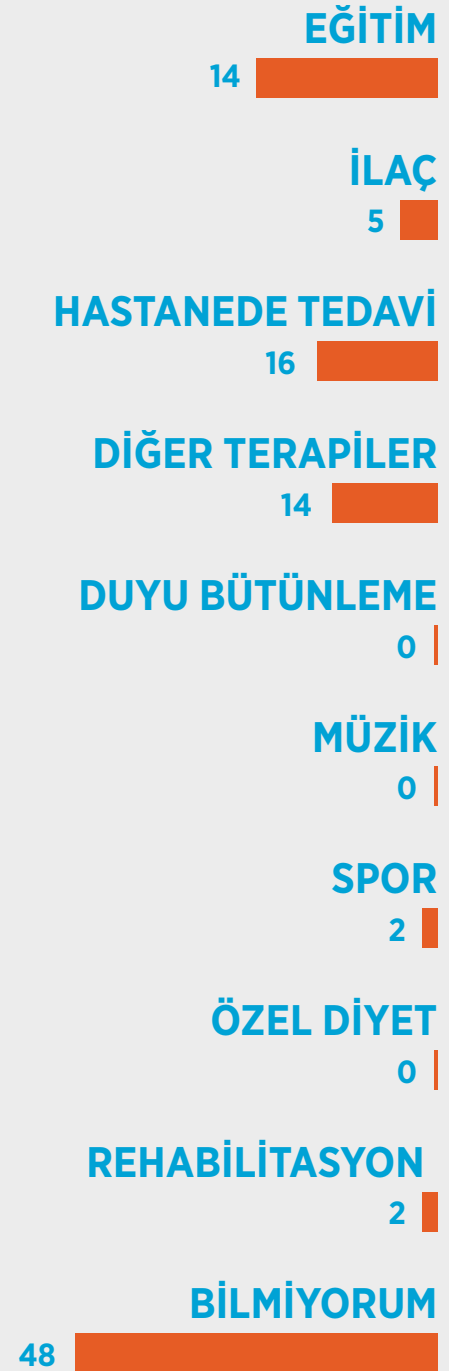 EĞİTİM
14
İLAÇ
5
HASTANEDE TEDAVİ
16
DİĞER TERAPİLER
14
DUYU BÜTÜNLEME
0
MÜZİK
0
SPOR
2
ÖZEL DİYET
0
REHABİLİTASYON
2
BİLMİYORUM
48